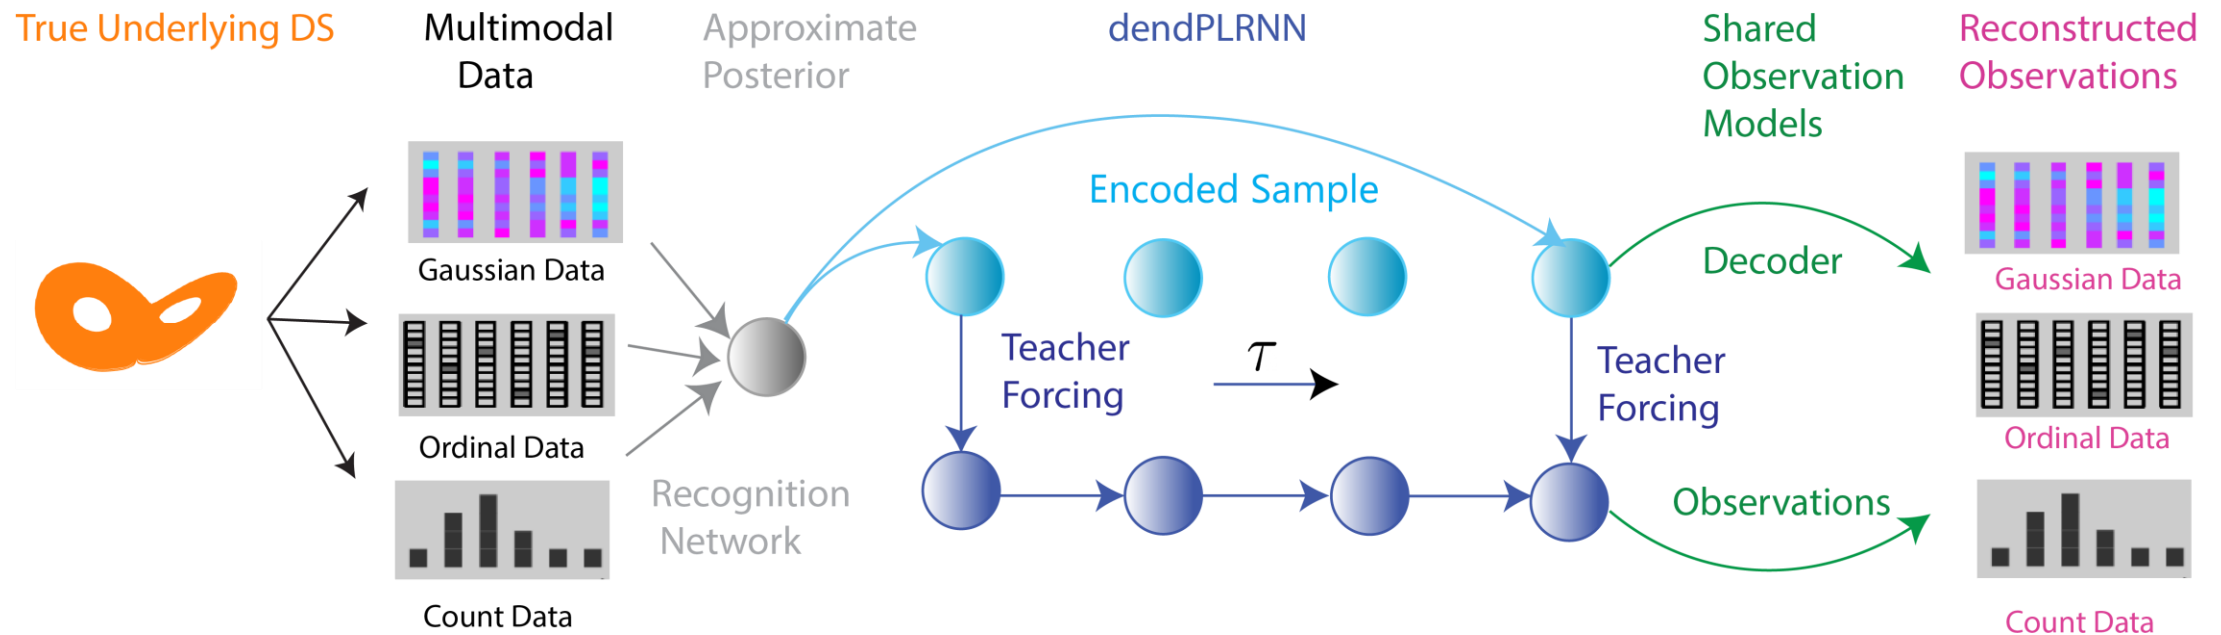 True Underlying DS
Multimodal
Data
Approximate
Posterior
dendPLRNN
Shared
Observation
Models
Reconstructed
Observations
Encoded Sample
Gaussian Data
Decoder
Gaussian Data
Teacher
Forcing
τ
Teacher
Forcing
Ordinal Data
Ordinal Data
Recognition
Network
Observations
Count Data
Count Data